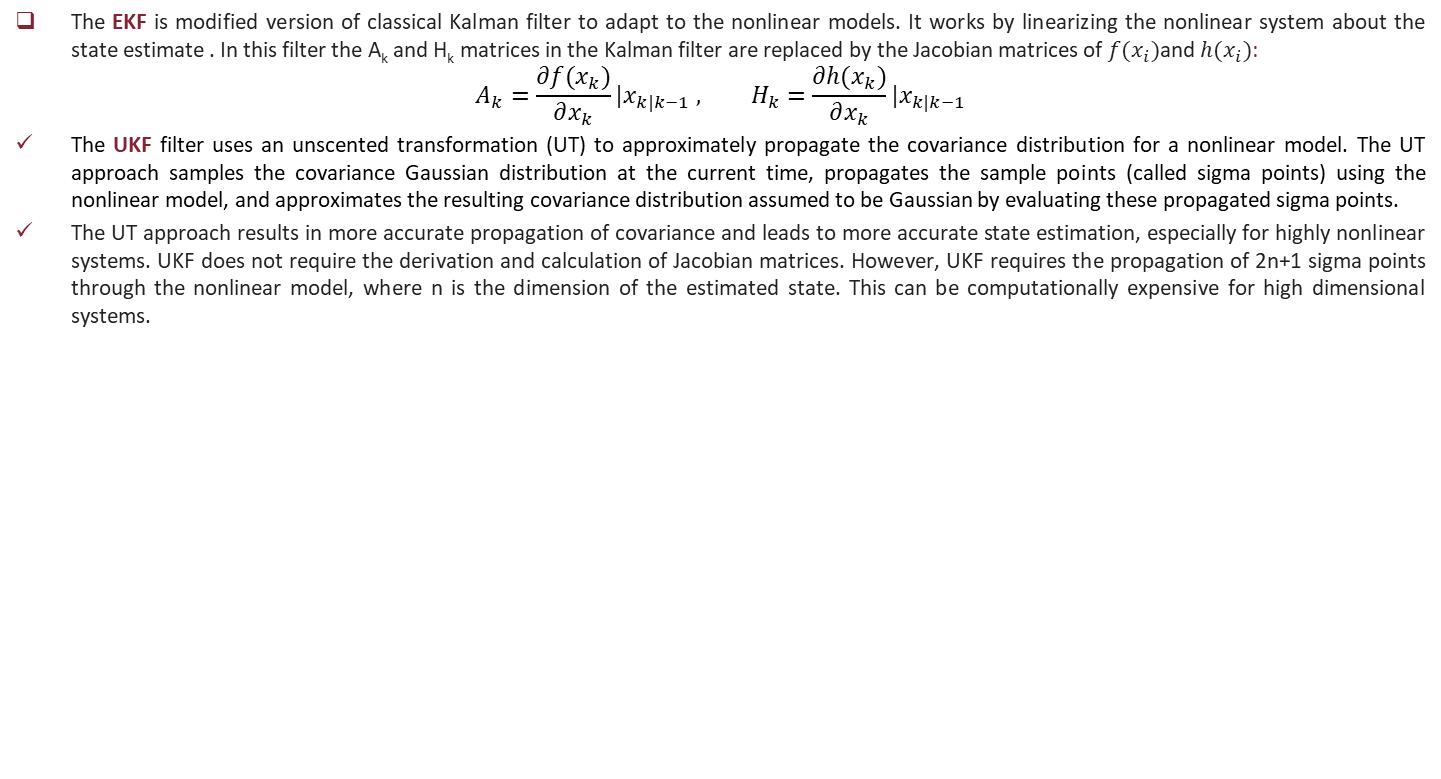 ❑ The EKF is modified version of classical Kalman filter to adapt to the nonlinear models. It works by linearizing the nonlinear system about the
state estimate . In this filter the Aₖ and Hₖ matrices in the Kalman filter are replaced by the Jacobian matrices of 𝑓(𝑥ᵢ)and ℎ(𝑥ᵢ):
𝐴ₖ = ∂𝑓(𝑥ₖ)/∂𝑥ₖ |𝑥ₖ|ₖ₋₁ , 𝐻ₖ = ∂ℎ(𝑥ₖ)/∂𝑥ₖ |𝑥ₖ|ₖ₋₁
✓ The UKF filter uses an unscented transformation (UT) to approximately propagate the covariance distribution for a nonlinear model. The UT
approach samples the covariance Gaussian distribution at the current time, propagates the sample points (called sigma points) using the
nonlinear model, and approximates the resulting covariance distribution assumed to be Gaussian by evaluating these propagated sigma points.
✓ The UT approach results in more accurate propagation of covariance and leads to more accurate state estimation, especially for highly nonlinear
systems. UKF does not require the derivation and calculation of Jacobian matrices. However, UKF requires the propagation of 2n+1 sigma points
through the nonlinear model, where n is the dimension of the estimated state. This can be computationally expensive for high dimensional
systems.